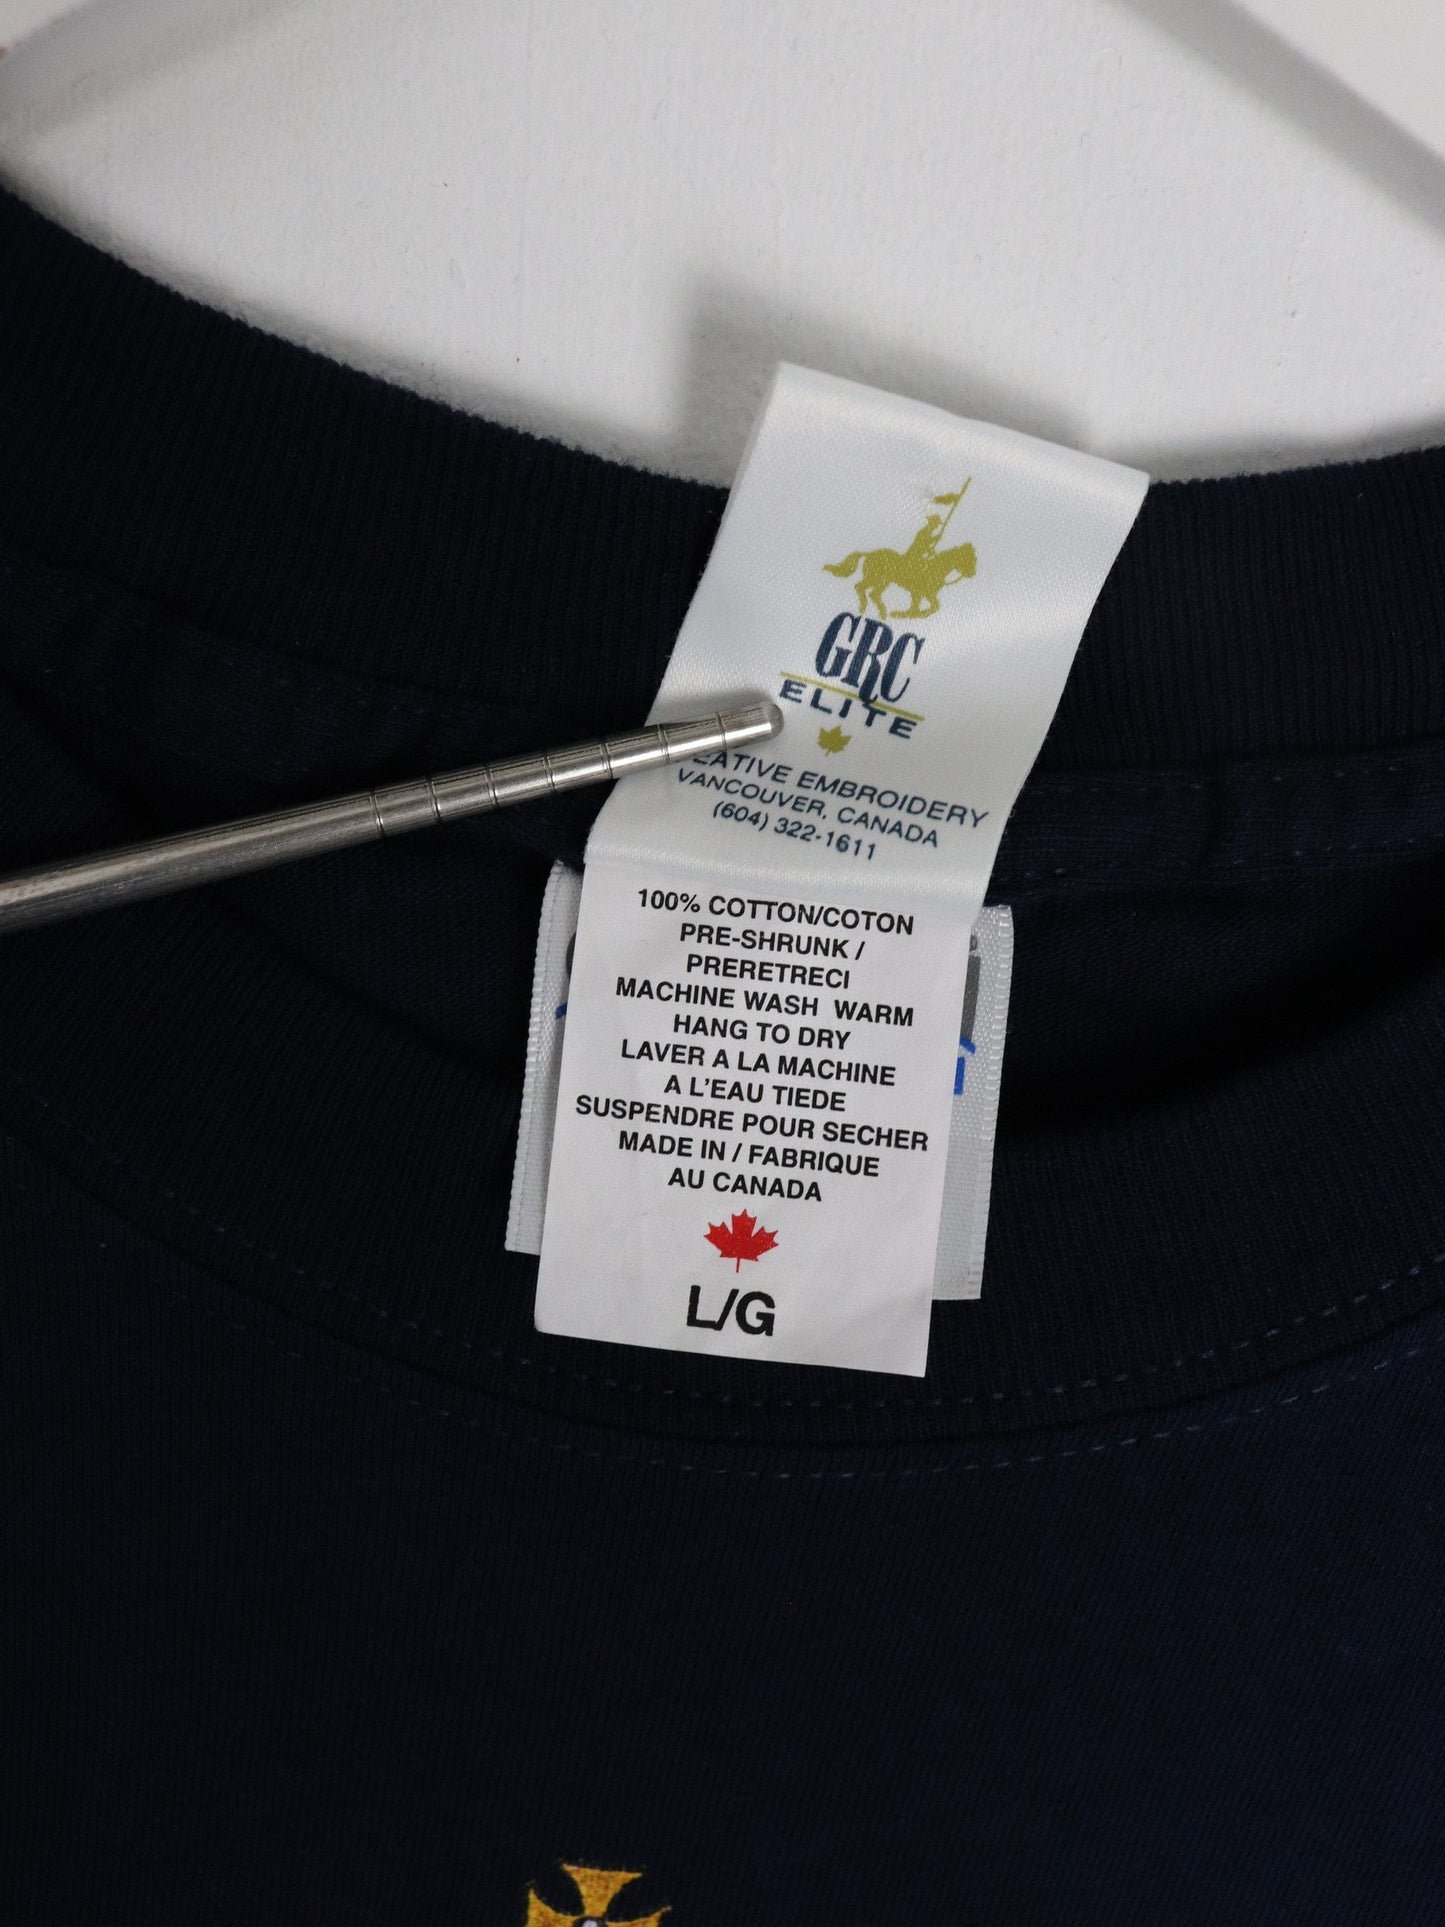 GRC
ELITE
EMBROIDERY
VANCOUVER, CANADA
(604) 322-1611
100% COTTON/COTON
PRE-SHRUNK /
PRERETRECI
MACHINE WASH WARM
HANG TO DRY
LAVER A LA MACHINE
A L'EAU TIEDE
SUSPENDRE POUR SECHER
MADE IN / FABRIQUE
AU CANADA
L/G